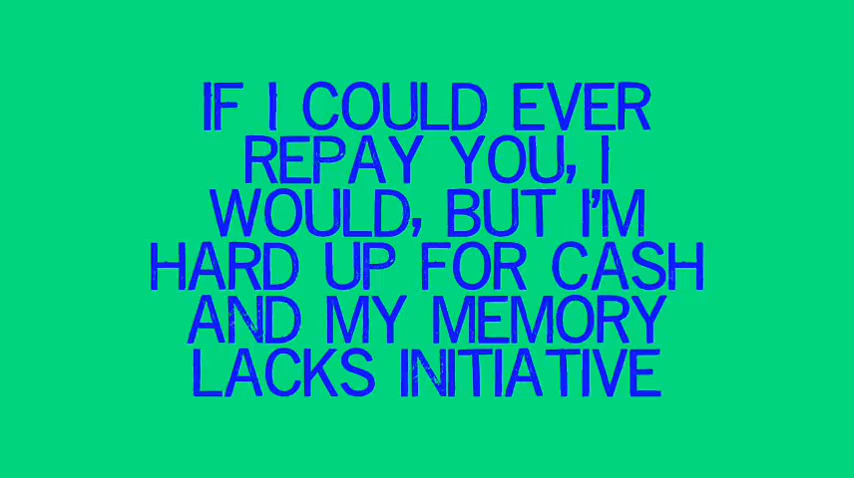 IF I COULD EVER
REPAY YOU, I
WOULD, BUT I'M
HARD UP FOR CASH
AND MY MEMORY
LACKS INITIATIVE